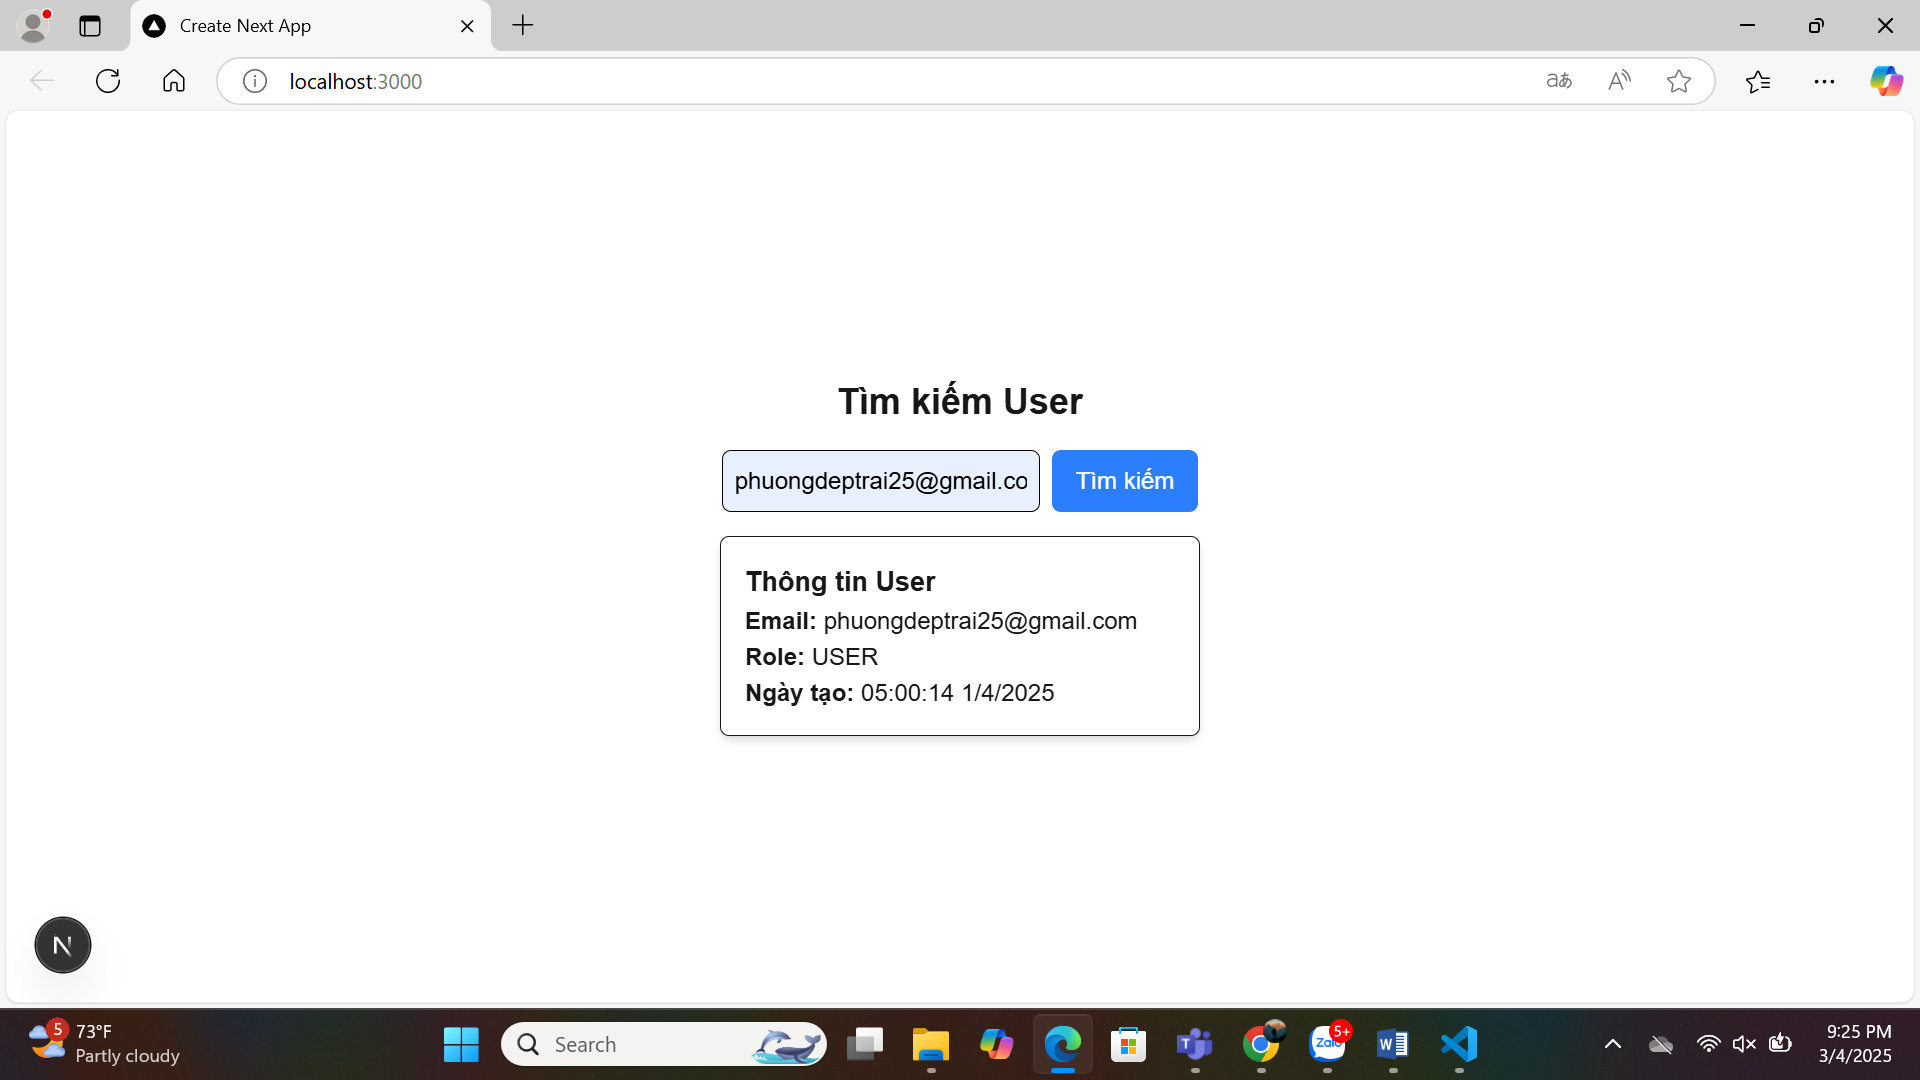 Create Next App
localhost:3000
Tìm kiếm User
phuongdeptrai25@gmail.co
Tìm kiếm
Thông tin User
Email: phuongdeptrai25@gmail.com
Role: USER
Ngày tạo: 05:00:14 1/4/2025
N
5
73°F
Partly cloudy
Search
Zalo
5+
9:25 PM
3/4/2025